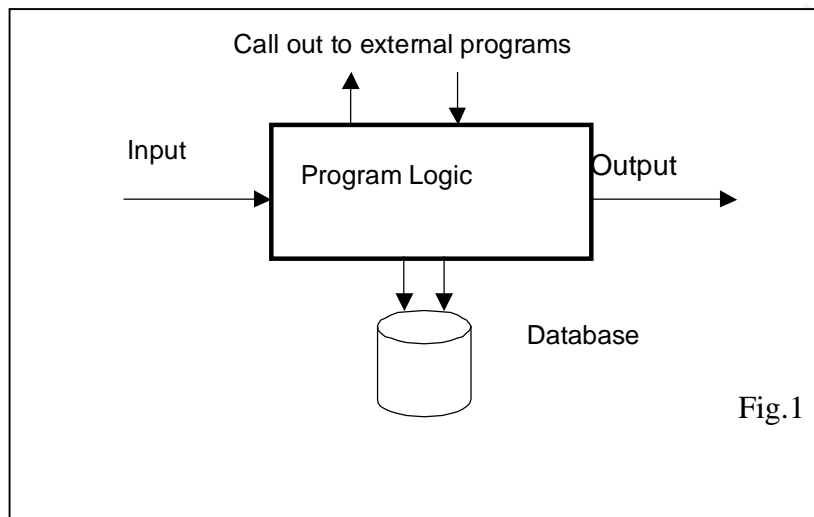 Call out to external programs
Input
Program Logic
Output
Database
Fig.1